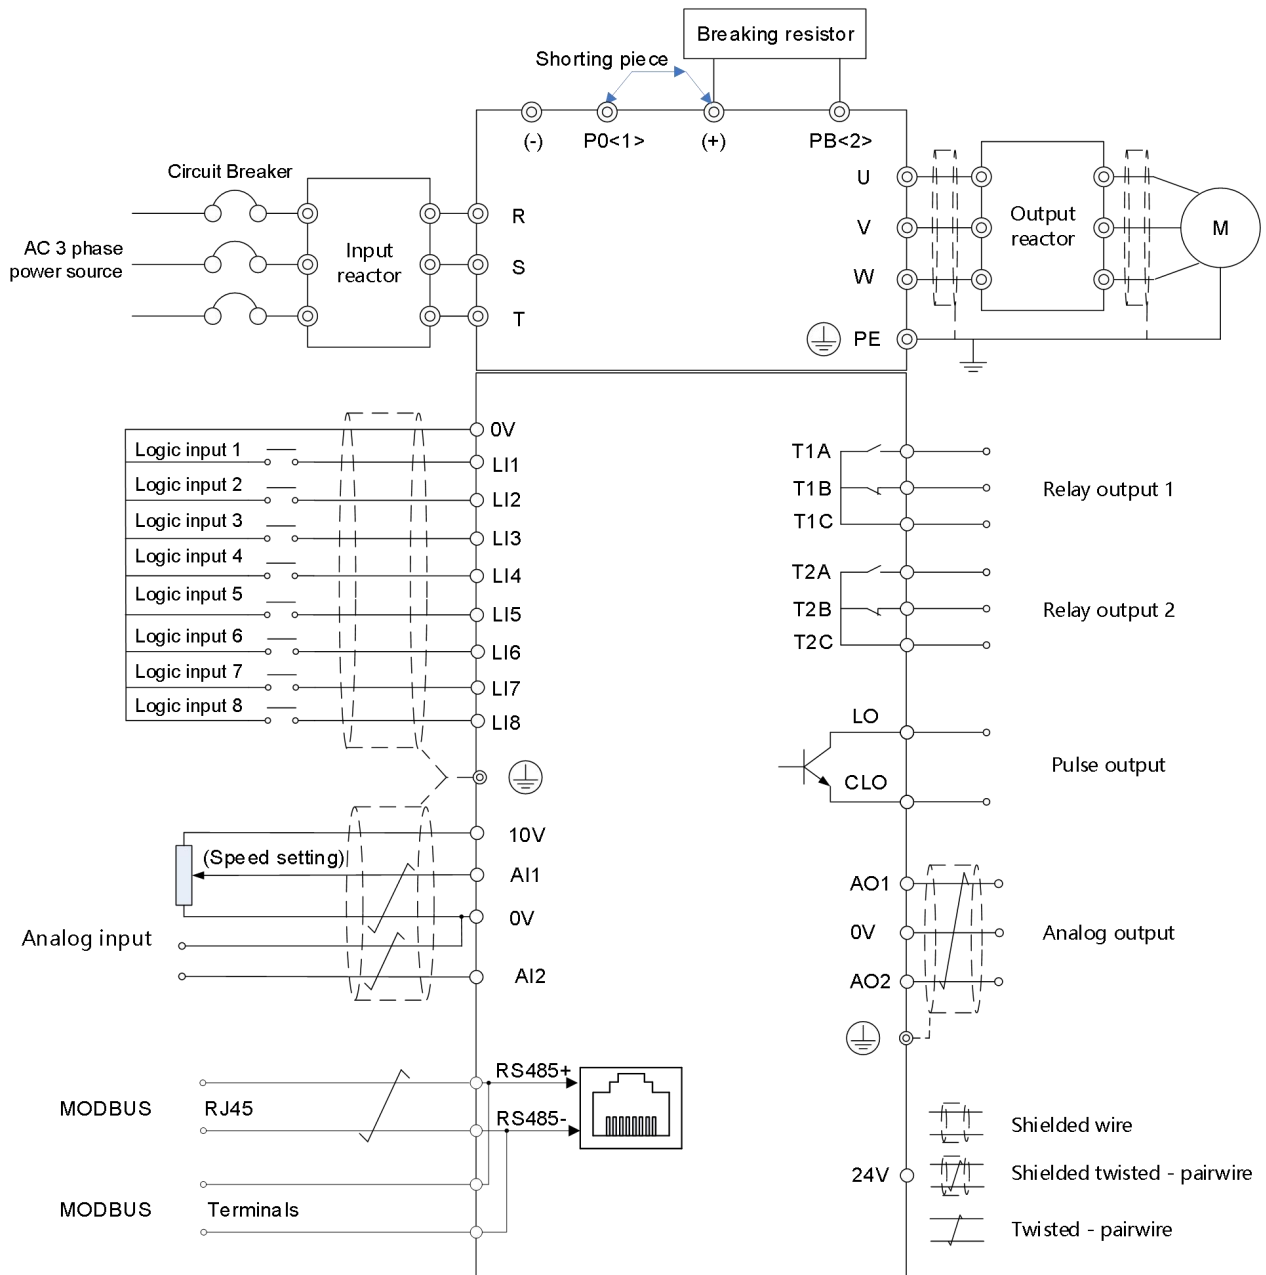 Breaking resistor
Shorting piece
(-)
P0<1>
(+)
PB<2>
Circuit Breaker
AC 3 phase
power source
Input
reactor
R
S
T
U
V
W
PE
Output
reactor
M
0V
Logic input 1
LI1
Logic input 2
LI2
Logic input 3
LI3
Logic input 4
LI4
Logic input 5
LI5
Logic input 6
LI6
Logic input 7
LI7
Logic input 8
LI8
T1A
T1B
T1C
Relay output 1
T2A
T2B
T2C
Relay output 2
LO
CLO
Pulse output
10V
(Speed setting)
AI1
0V
Analog input
AI2
AO1
0V
AO2
Analog output
RS485+
RS485-
MODBUS
RJ45
MODBUS
Terminals
24V
Shielded wire
Shielded twisted - pairwire
Twisted - pairwire